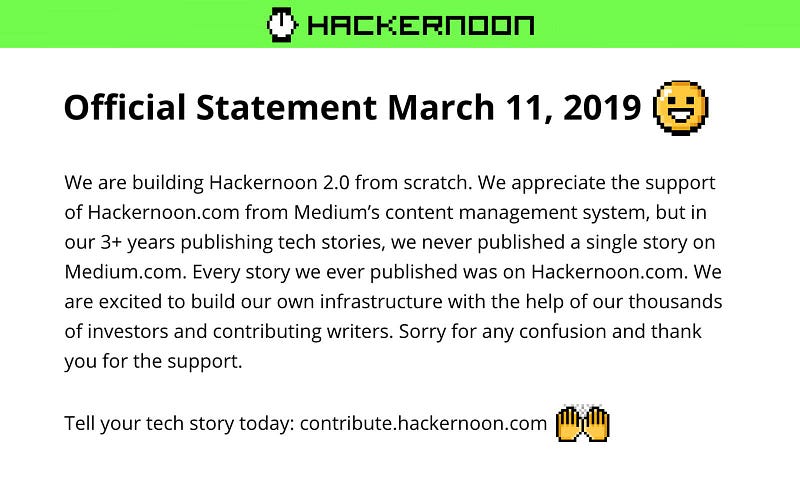 HACKERNOON
Official Statement March 11, 2019
We are building Hackernoon 2.0 from scratch. We appreciate the support
of Hackernoon.com from Medium’s content management system, but in
our 3+ years publishing tech stories, we never published a single story on
Medium.com. Every story we ever published was on Hackernoon.com. We
are excited to build our own infrastructure with the help of our thousands
of investors and contributing writers. Sorry for any confusion and thank
you for the support.
Tell your tech story today: contribute.hackernoon.com